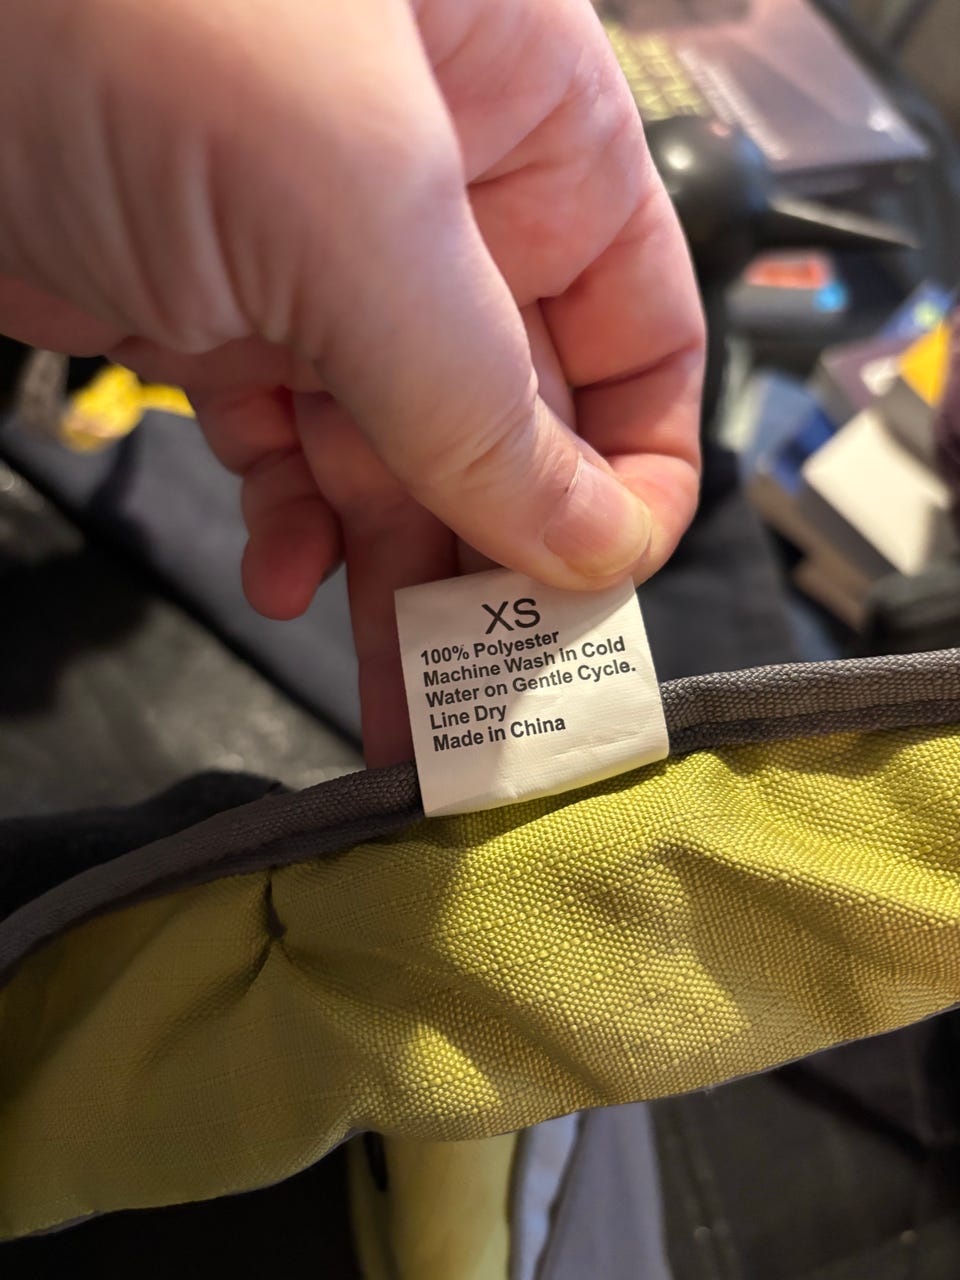 XS
100% Polyester
Machine Wash in Cold
Water on Gentle Cycle.
Line Dry
Made in China